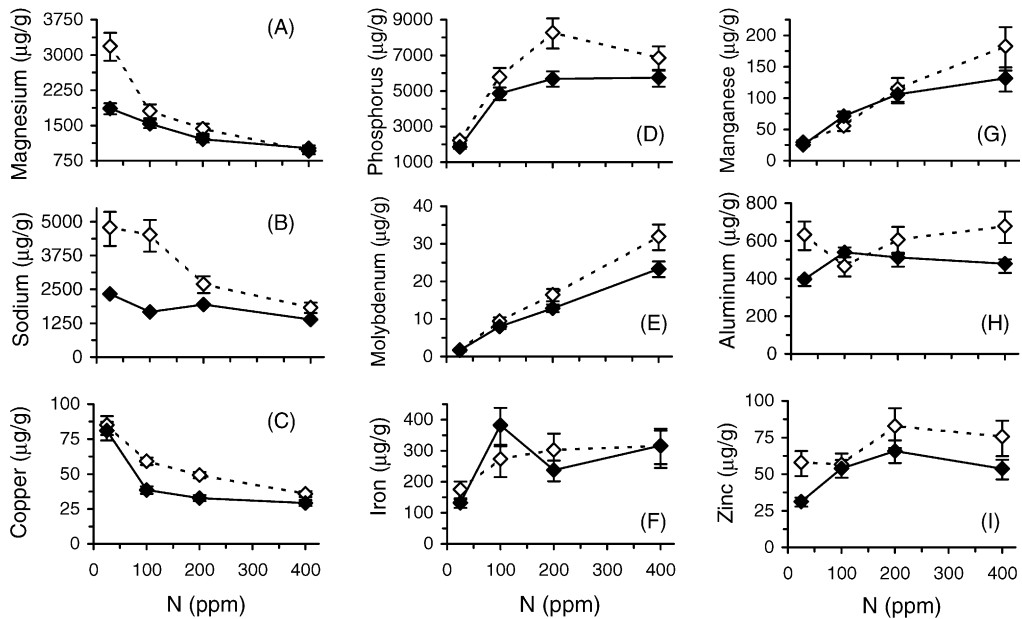 Magnesium (µg/g)
3750
3000
2250
1500
750
(A)
Phosphorus (µg/g)
9000
7000
5000
3000
1000
(D)
Manganese (µg/g)
200
150
100
50
0
(G)
Sodium (µg/g)
5000
3750
2500
1250
0
(B)
Molybdenum (µg/g)
40
30
20
10
0
(E)
Aluminum (µg/g)
800
600
400
200
0
(H)
Copper (µg/g)
100
75
50
25
0
(C)
0 100 200 300 400
N (ppm)
Iron (µg/g)
400
300
200
100
0
(F)
0 100 200 300 400
N (ppm)
Zinc (µg/g)
100
75
50
25
0
(I)
0 100 200 300 400
N (ppm)